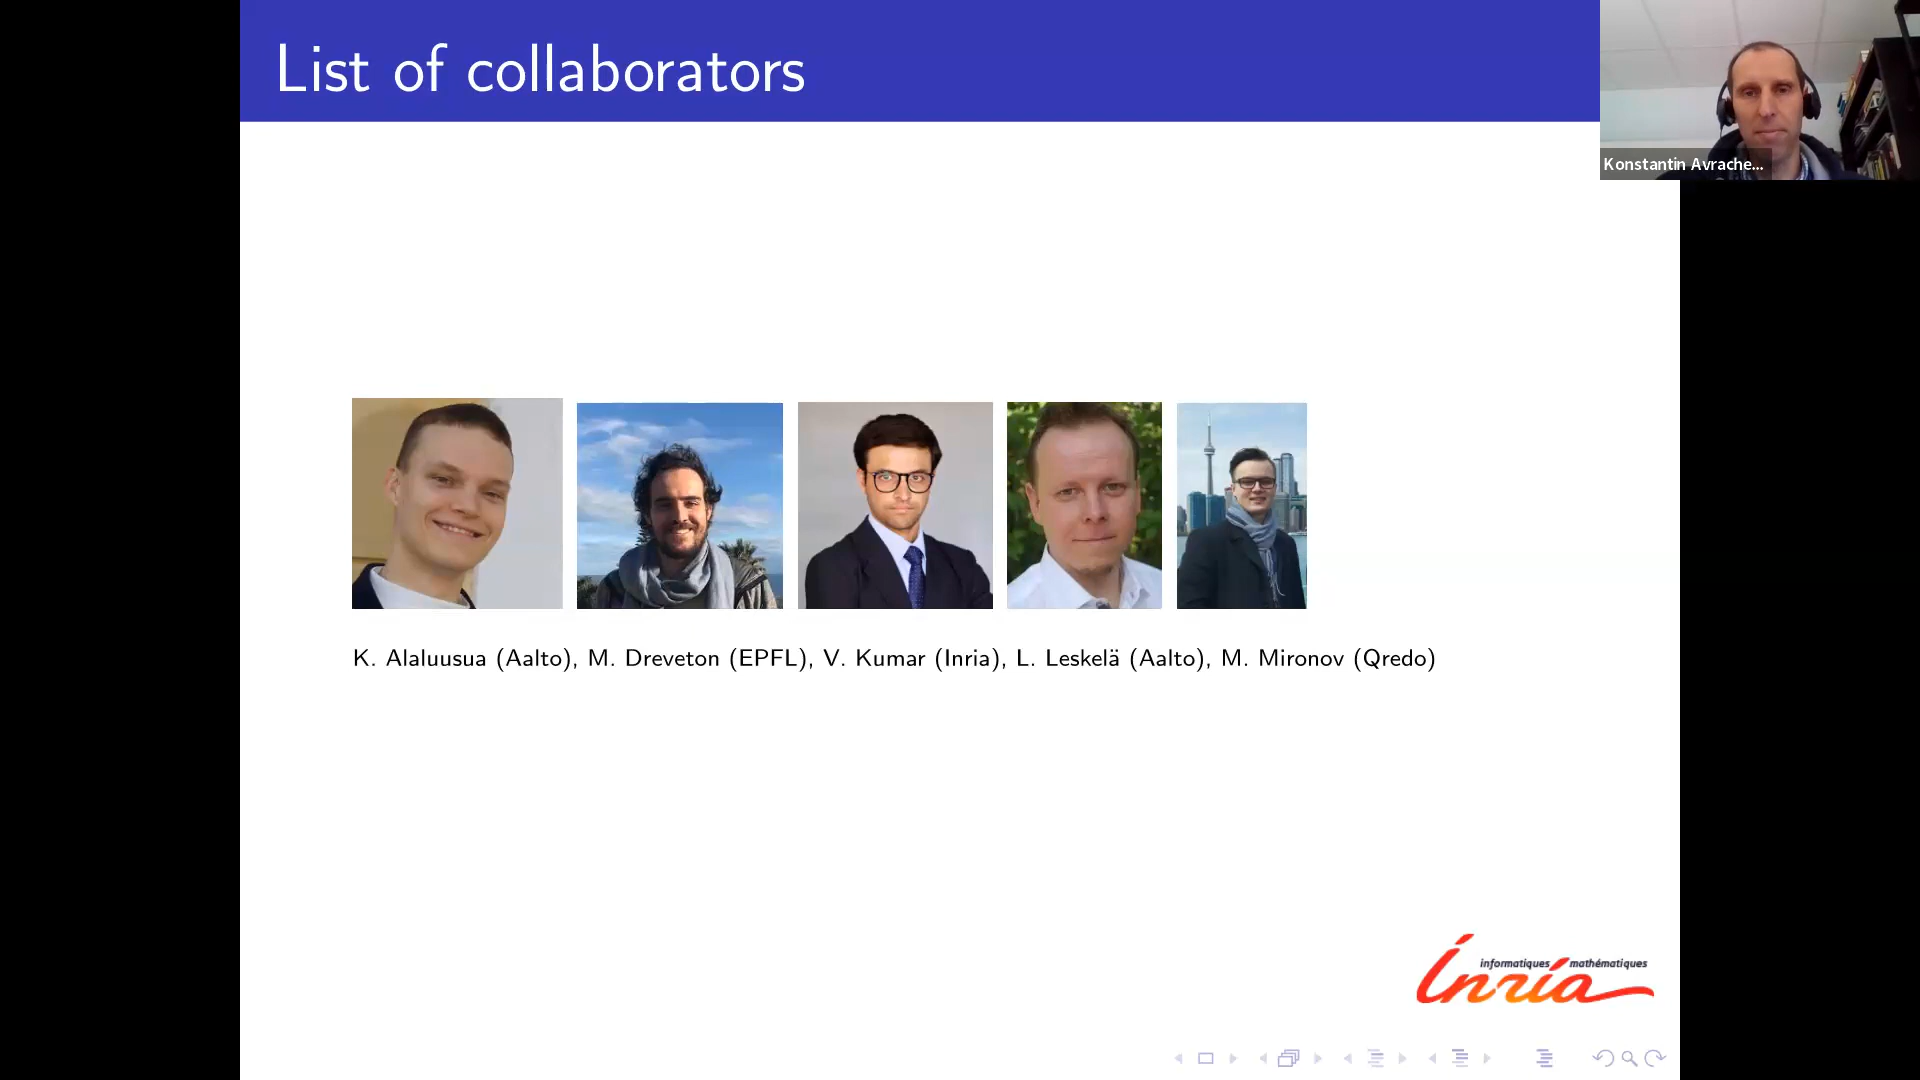 List of collaborators
Konstantin Avrache...
K. Alaluusua (Aalto), M. Dreveton (EPFL), V. Kumar (Inria), L. Leskelä (Aalto), M. Mironov (Qredo)
informatiques mathématiques
Inria